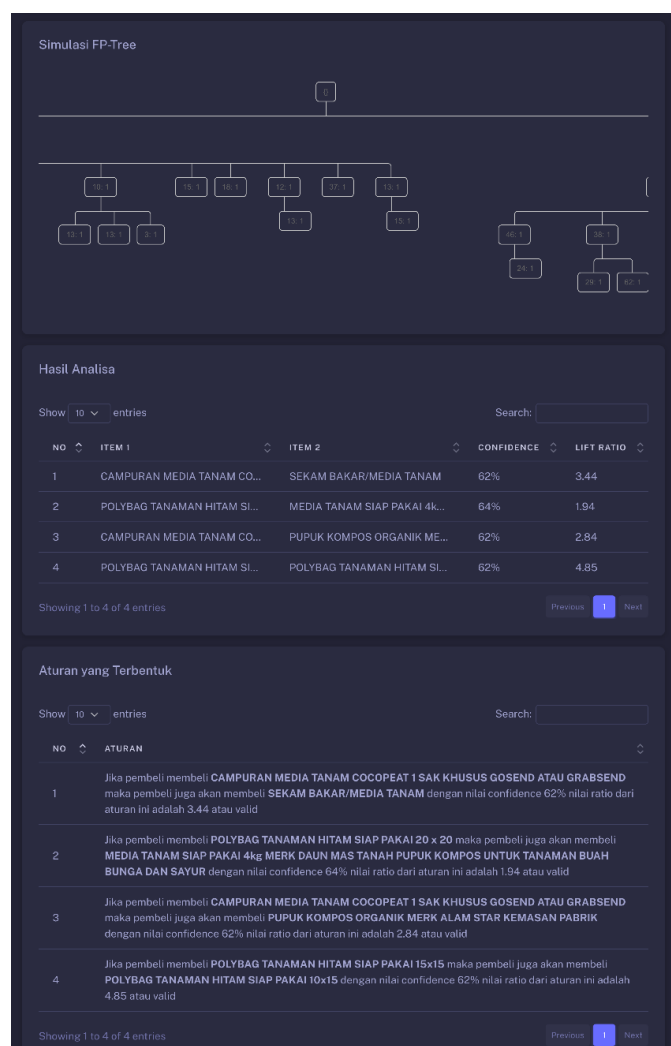 Simulasi FP-Tree
0
10: 1
15: 1
18: 1
12: 1
37: 1
13: 1
13: 1
13: 1
3: 1
13: 1
15: 1
46: 1
38: 1
24: 1
29: 1
62: 1
Hasil Analisa
Show 10 entries
Search:
NO ITEM 1 ITEM 2 CONFIDENCE LIFT RATIO
1 CAMPURAN MEDIA TANAM CO... SEKAM BAKAR/MEDIA TANAM 62% 3.44
2 POLYBAG TANAMAN HITAM SI... MEDIA TANAM SIAP PAKAI 4k... 64% 1.94
3 CAMPURAN MEDIA TANAM CO... PUPUK KOMPOS ORGANIK ME... 62% 2.84
4 POLYBAG TANAMAN HITAM SI... POLYBAG TANAMAN HITAM SI... 62% 4.85
Showing 1 to 4 of 4 entries
Previous 1 Next
Aturan yang Terbentuk
Show 10 entries
Search:
NO ATURAN
Jika pembeli membeli CAMPURAN MEDIA TANAM COCOPEAT 1 SAK KHUSUS GOSEND ATAU GRABSEND
1 maka pembeli juga akan membeli SEKAM BAKAR/MEDIA TANAM dengan nilai confidence 62% nilai ratio dari
aturan ini adalah 3.44 atau valid
Jika pembeli membeli POLYBAG TANAMAN HITAM SIAP PAKAI 20 x 20 maka pembeli juga akan membeli
2 MEDIA TANAM SIAP PAKAI 4kg MERK DAUN MAS TANAH PUPUK KOMPOS UNTUK TANAMAN BUAH
BUNGA DAN SAYUR dengan nilai confidence 64% nilai ratio dari aturan ini adalah 1.94 atau valid
Jika pembeli membeli CAMPURAN MEDIA TANAM COCOPEAT 1 SAK KHUSUS GOSEND ATAU GRABSEND
3 maka pembeli juga akan membeli PUPUK KOMPOS ORGANIK MERK ALAM STAR KEMASAN PABRIK
dengan nilai confidence 62% nilai ratio dari aturan ini adalah 2.84 atau valid
Jika pembeli membeli POLYBAG TANAMAN HITAM SIAP PAKAI 15x15 maka pembeli juga akan membeli
4 POLYBAG TANAMAN HITAM SIAP PAKAI 10x15 dengan nilai confidence 62% nilai ratio dari aturan ini adalah
4.85 atau valid
Showing 1 to 4 of 4 entries
Previous 1 Next